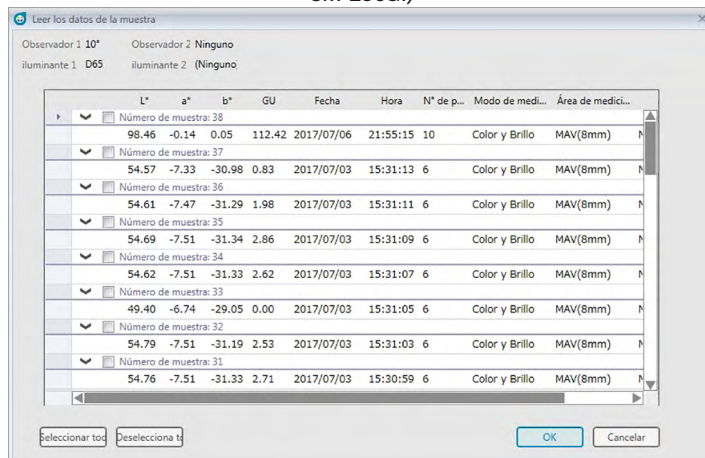 Leer los datos de la muestra
Observador 1 10° Observador 2 Ninguno
iluminante 1 D65 iluminante 2 (Ninguno
L* a* b* GU Fecha Hora N° de p... Modo de medi... Área de medici...
Número de muestra: 38
98.46 -0.14 0.05 112.42 2017/07/06 21:55:15 10 Color y Brillo MAV(8mm)
Número de muestra: 37
54.57 -7.33 -30.98 0.83 2017/07/03 15:31:13 6 Color y Brillo MAV(8mm)
Número de muestra: 36
54.61 -7.47 -31.29 1.98 2017/07/03 15:31:11 6 Color y Brillo MAV(8mm)
Número de muestra: 35
54.69 -7.51 -31.34 2.86 2017/07/03 15:31:09 6 Color y Brillo MAV(8mm)
Número de muestra: 34
54.62 -7.51 -31.33 2.62 2017/07/03 15:31:07 6 Color y Brillo MAV(8mm)
Número de muestra: 33
49.40 -6.74 -29.05 0.00 2017/07/03 15:31:05 6 Color y Brillo MAV(8mm)
Número de muestra: 32
54.79 -7.51 -31.19 2.53 2017/07/03 15:31:03 6 Color y Brillo MAV(8mm)
Número de muestra: 31
54.76 -7.51 -31.33 2.71 2017/07/03 15:30:59 6 Color y Brillo MAV(8mm)
Seleccionar tod Deselecciona to OK Cancelar